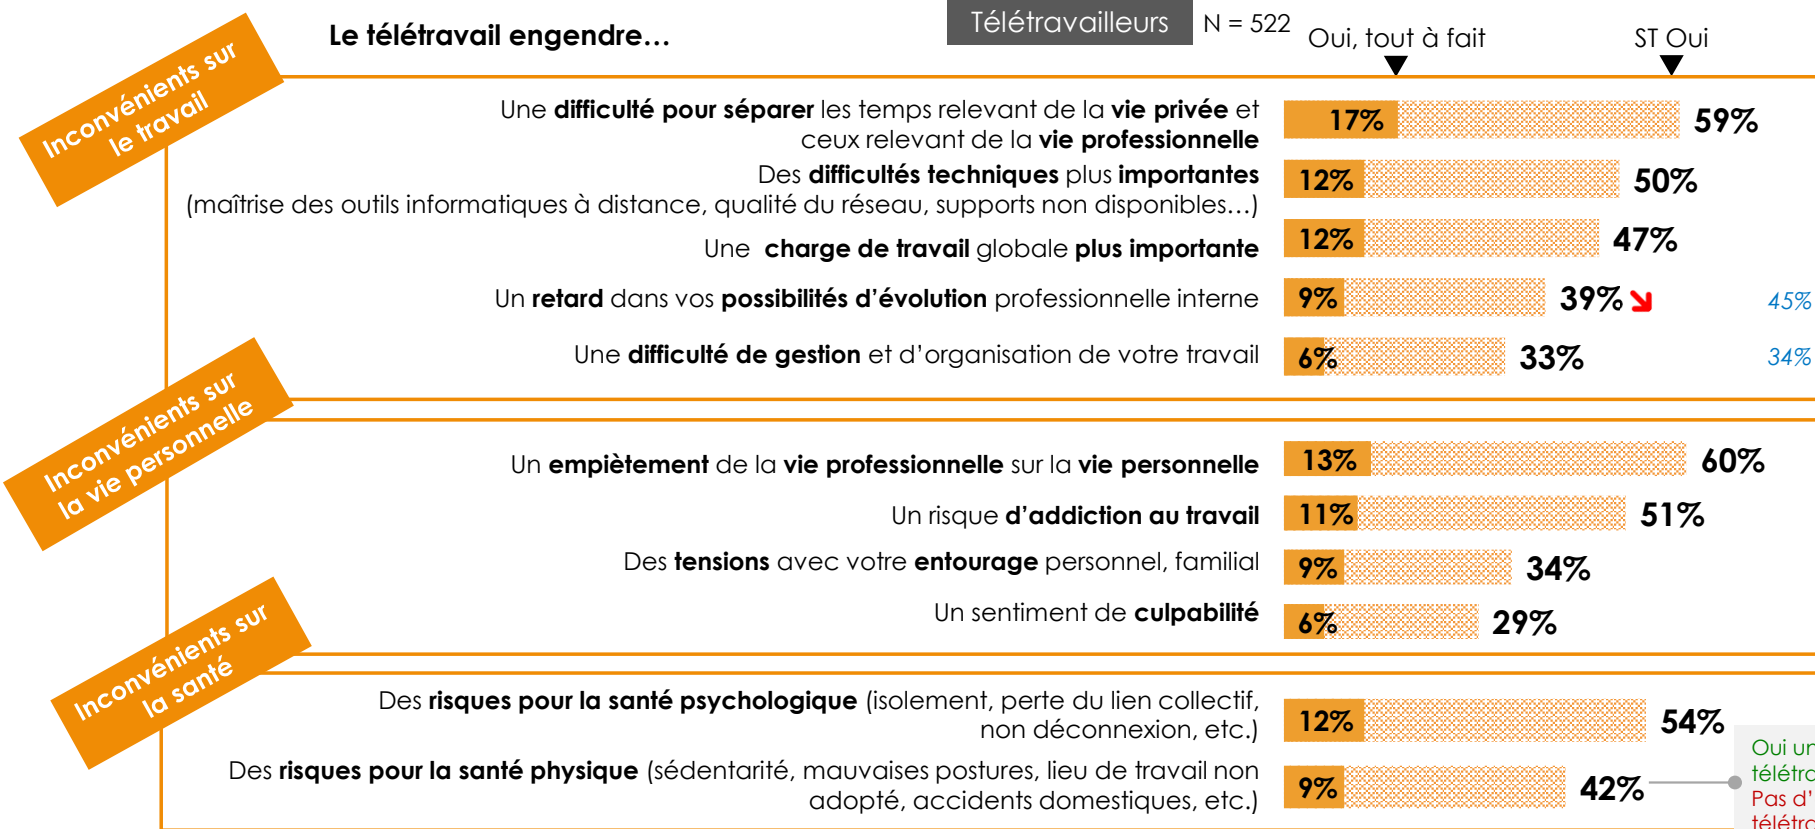 Le télétravail engendre…
Télétravailleurs N = 522
Oui, tout à fait
ST Oui
Inconvénients sur
le travail
Une difficulté pour séparer les temps relevant de la vie privée et
ceux relevant de la vie professionnelle
17% 59%
Des difficultés techniques plus importantes
(maîtrise des outils informatiques à distance, qualité du réseau, supports non disponibles…)
12% 50%
Une charge de travail globale plus importante
12% 47%
Un retard dans vos possibilités d'évolution professionnelle interne
9% 39% 45%
Une difficulté de gestion et d'organisation de votre travail
6% 33% 34%
Inconvénients sur
la vie personnelle
Un empiètement de la vie professionnelle sur la vie personnelle
13% 60%
Un risque d'addiction au travail
11% 51%
Des tensions avec votre entourage personnel, familial
9% 34%
Un sentiment de culpabilité
6% 29%
Inconvénients sur
la santé
Des risques pour la santé psychologique (isolement, perte du lien collectif,
non déconnexion, etc.)
12% 54%
Des risques pour la santé physique (sédentarité, mauvaises postures, lieu de travail non
adopté, accidents domestiques, etc.)
9% 42%
Oui
Pas d'